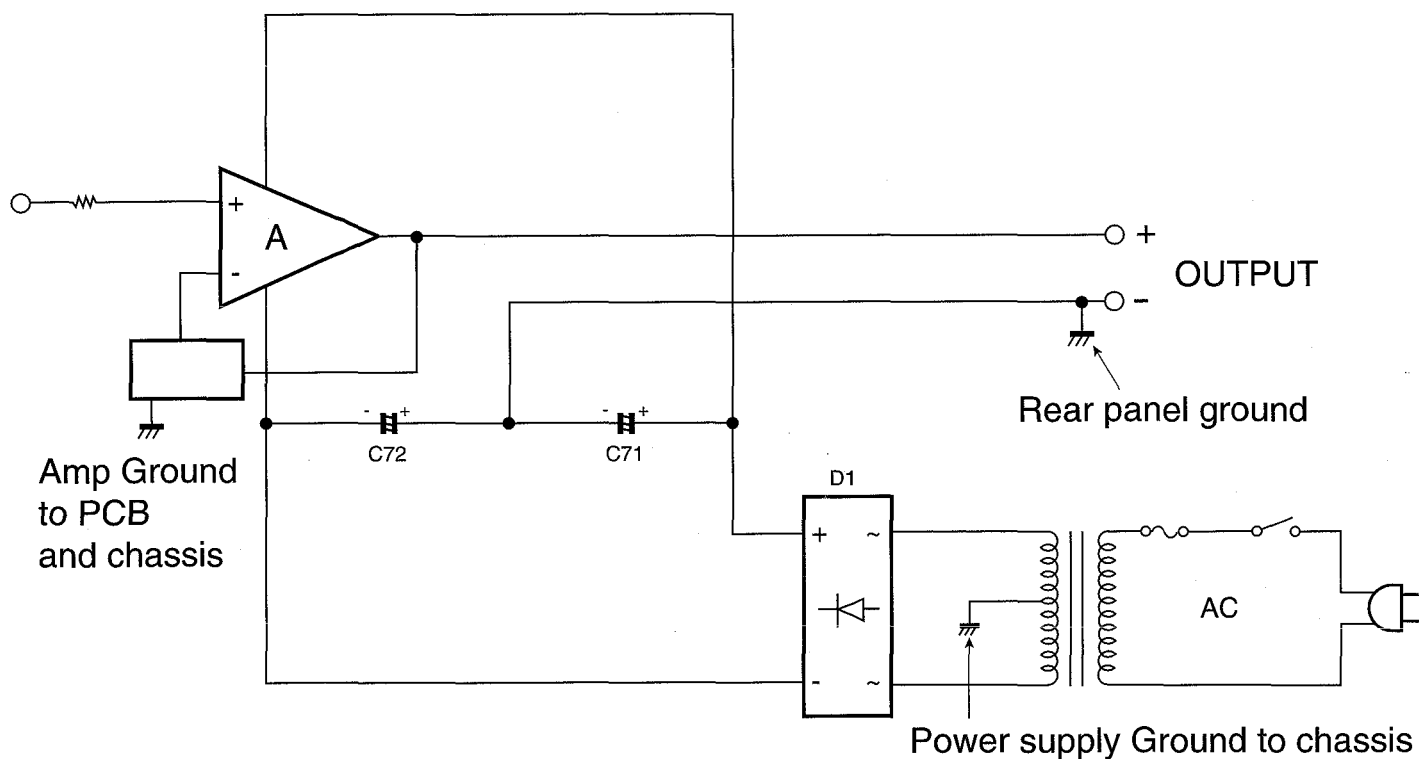 +
A
-
+
OUTPUT
-
Rear panel ground
- +
C72
- +
C71
Amp Ground
to PCB
and chassis
D1
+ ~
- ~
AC
Power supply Ground to chassis